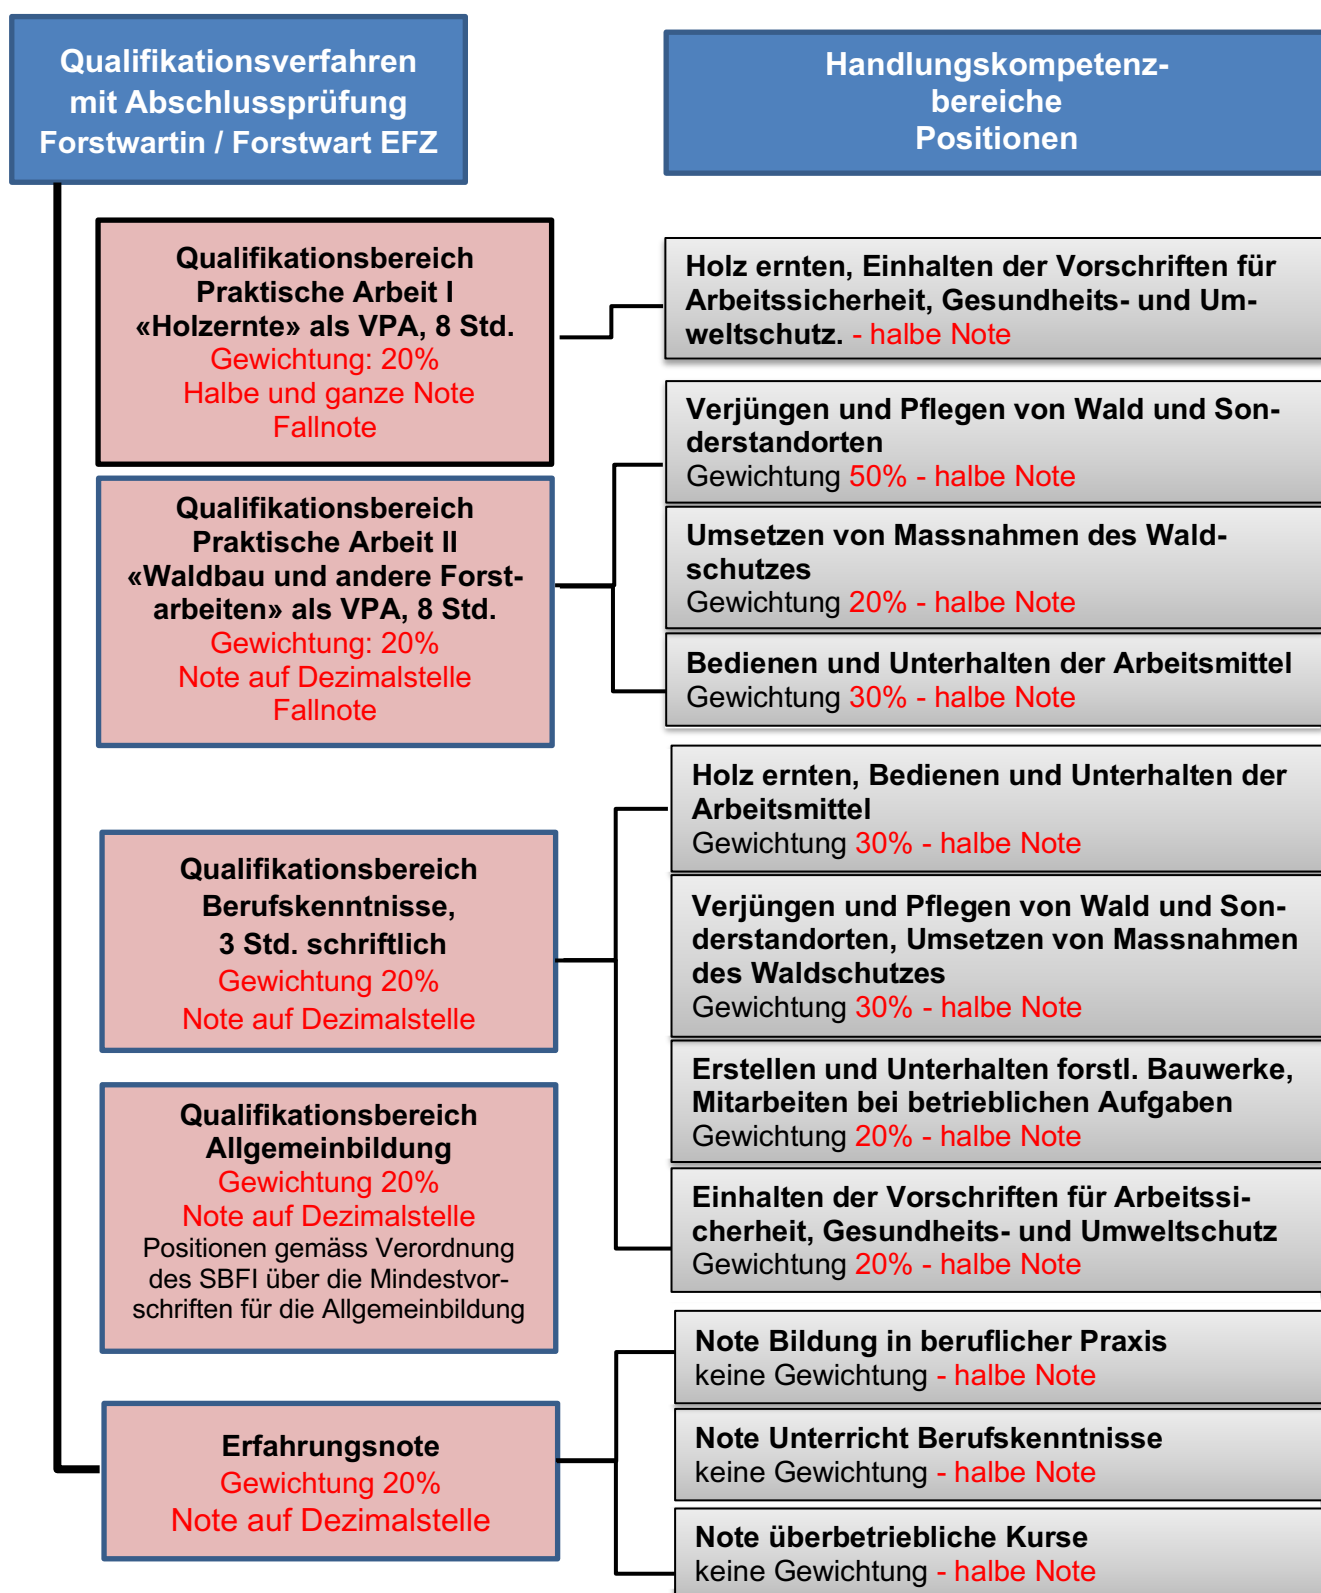 Qualifikationsverfahren
mit Abschlussprüfung
Forstwartin / Forstwart EFZ
Handlungskompetenz-
bereiche
Positionen
Qualifikationsbereich
Praktische Arbeit I
«Holzernte» als VPA, 8 Std.
Gewichtung: 20%
Halbe und ganze Note
Fallnote
Holz ernten, Einhalten der Vorschriften für
Arbeitssicherheit, Gesundheits- und Um-
weltschutz. - halbe Note
Qualifikationsbereich
Praktische Arbeit II
«Waldbau und andere Forst-
arbeiten» als VPA, 8 Std.
Gewichtung: 20%
Note auf Dezimalstelle
Fallnote
Verjüngen und Pflegen von Wald und Son-
derstandorten
Gewichtung 50% - halbe Note
Umsetzen von Massnahmen des Wald-
schutzes
Gewichtung 20% - halbe Note
Bedienen und Unterhalten der Arbeitsmittel
Gewichtung 30% - halbe Note
Qualifikationsbereich
Berufskenntnisse,
3 Std. schriftlich
Gewichtung 20%
Note auf Dezimalstelle
Holz ernten, Bedienen und Unterhalten der
Arbeitsmittel
Gewichtung 30% - halbe Note
Verjüngen und Pflegen von Wald und Son-
derstandorten, Umsetzen von Massnahmen
des Waldschutzes
Gewichtung 30% - halbe Note
Erstellen und Unterhalten forstl. Bauwerke,
Mitarbeiten bei betrieblichen Aufgaben
Gewichtung 20% - halbe Note
Einhalten der Vorschriften für Arbeitssi-
cherheit, Gesundheits- und Umweltschutz
Gewichtung 20% - halbe Note
Qualifikationsbereich
Allgemeinbildung
Gewichtung 20%
Note auf Dezimalstelle
Positionen gemäss Verordnung
des SBFI über die Mindestvor-
schriften für die Allgemeinbildung
Erfahrungsnote
Gewichtung 20%
Note auf Dezimalstelle
Note Bildung in beruflicher Praxis
keine Gewichtung - halbe Note
Note Unterricht Berufskenntnisse
keine Gewichtung - halbe Note
Note überbetriebliche Kurse
keine Gewichtung - halbe Note